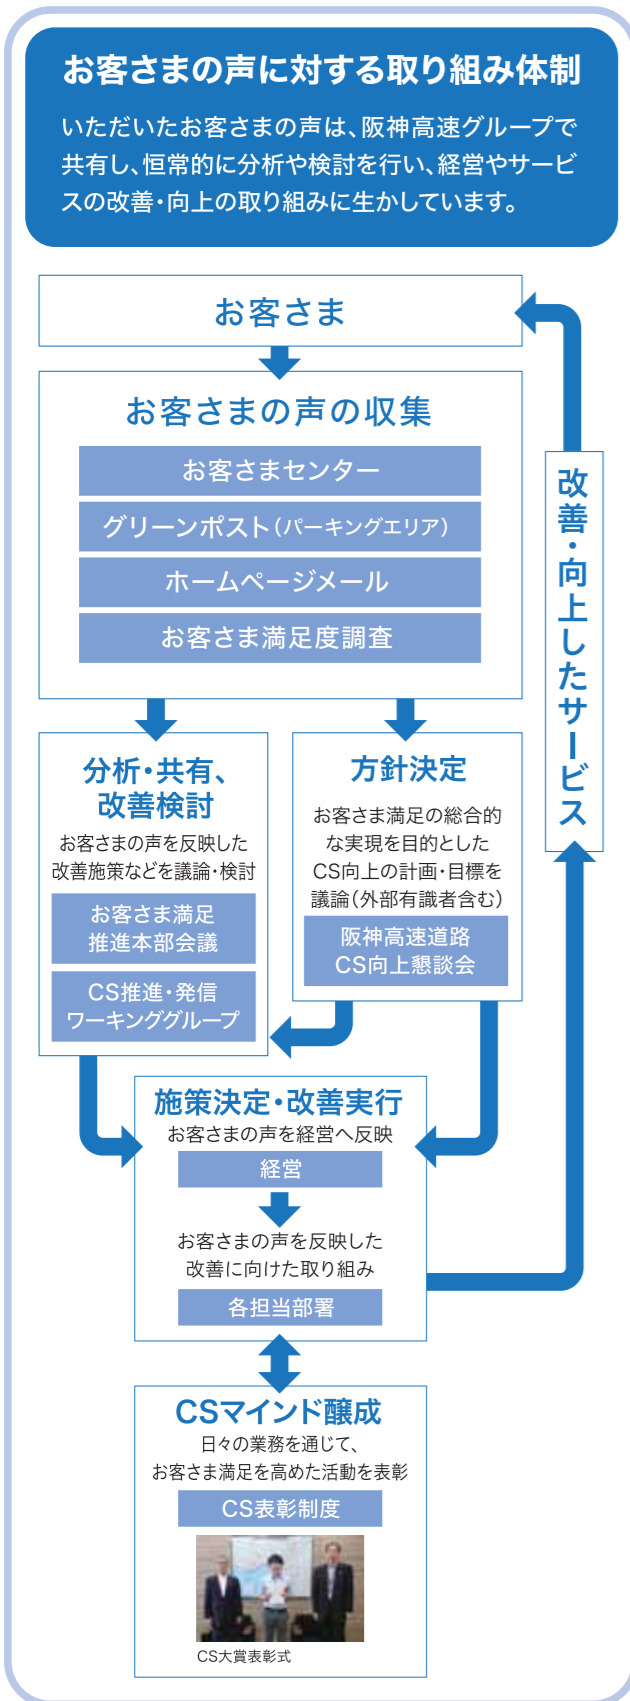 お客さまの声に対する取り組み体制
いただいたお客さまの声は、阪神高速グループで
共有し、恒常的に分析や検討を行い、経営やサービ
スの改善・向上の取り組みに生かしています。
お客さま
お客さまの声の収集
お客さまセンター
グリーンポスト（パーキングエリア）
ホームページメール
お客さま満足度調査
改善・向上したサービス
分析・共有、
改善検討
お客さまの声を反映した
改善施策などを議論・検討
お客さま満足
推進本部会議
CS推進・発信
ワーキンググループ
方針決定
お客さま満足の総合的
な実現を目的とした
CS向上の計画・目標を
議論（外部有識者含む）
阪神高速道路
CS向上懇談会
施策決定・改善実行
お客さまの声を経営へ反映
経営
お客さまの声を反映した
改善に向けた取り組み
各担当部署
CSマインド醸成
日々の業務を通じて、
お客さま満足を高めた活動を表彰
CS表彰制度
CS大賞表彰式